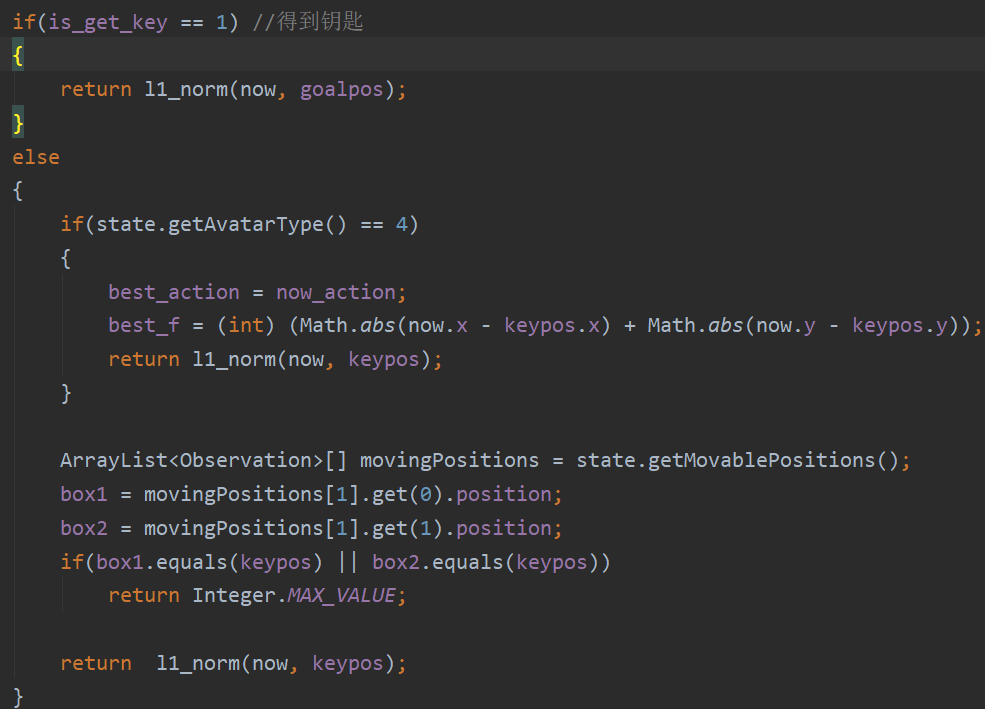 if(is_get_key == 1) //得到钥匙
{
    return l1_norm(now, goalpos);
}
else
{
    if(state.getAvatarType() == 4)
    {
        best_action = now_action;
        best_f = (int) (Math.abs(now.x - keypos.x) + Math.abs(now.y - keypos.y));
        return l1_norm(now, keypos);
    }

    ArrayList<Observation>[] movingPositions = state.getMovablePositions();
    box1 = movingPositions[1].get(0).position;
    box2 = movingPositions[1].get(1).position;
    if(box1.equals(keypos) || box2.equals(keypos))
        return Integer.MAX_VALUE;

    return  l1_norm(now, keypos);
}